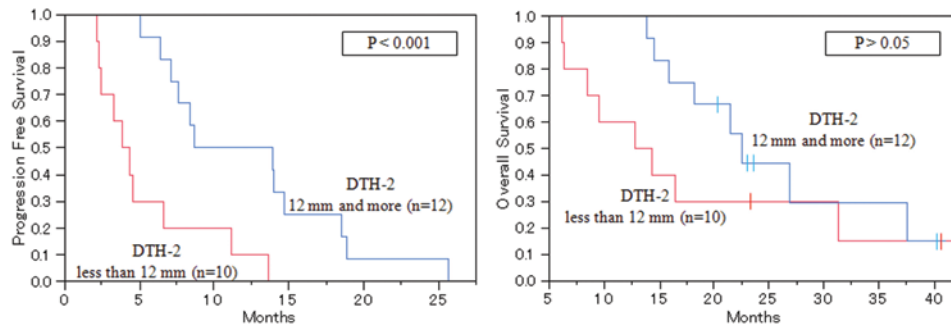 1.0
0.9
0.8
0.7
0.6
0.5
0.4
0.3
0.2
0.1
0.0
Progression Free Survival
P < 0.001
DTH-2
12 mm and more (n=12)
DTH-2
less than 12 mm (n=10)
0 5 10 15 20 25
Months
1.0
0.9
0.8
0.7
0.6
0.5
0.4
0.3
0.2
0.1
0.0
Overall Survival
P > 0.05
DTH-2
12 mm and more (n=12)
DTH-2
less than 12 mm (n=10)
5 10 15 20 25 30 35 40
Months